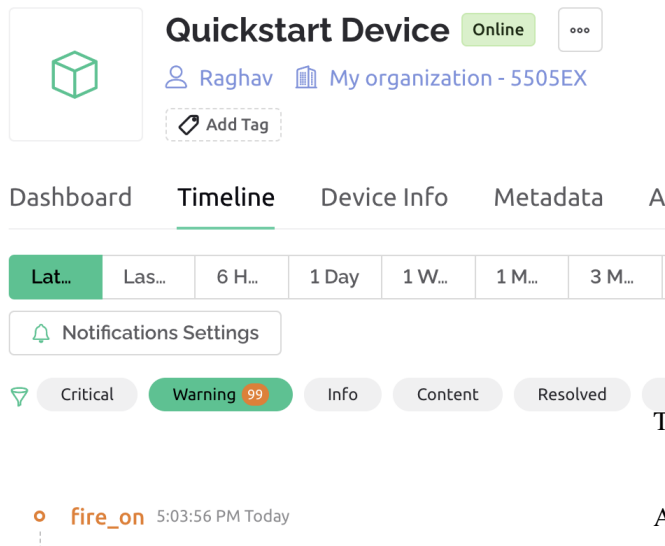 Quickstart Device Online
Raghav My organization - 5505EX
Add Tag
Dashboard Timeline Device Info Metadata A
Lat... Las... 6 H... 1 Day 1 W... 1 M... 3 M...
Notifications Settings
Critical Warning 99 Info Content Resolved
T
fire_on 5:03:56 PM Today
A